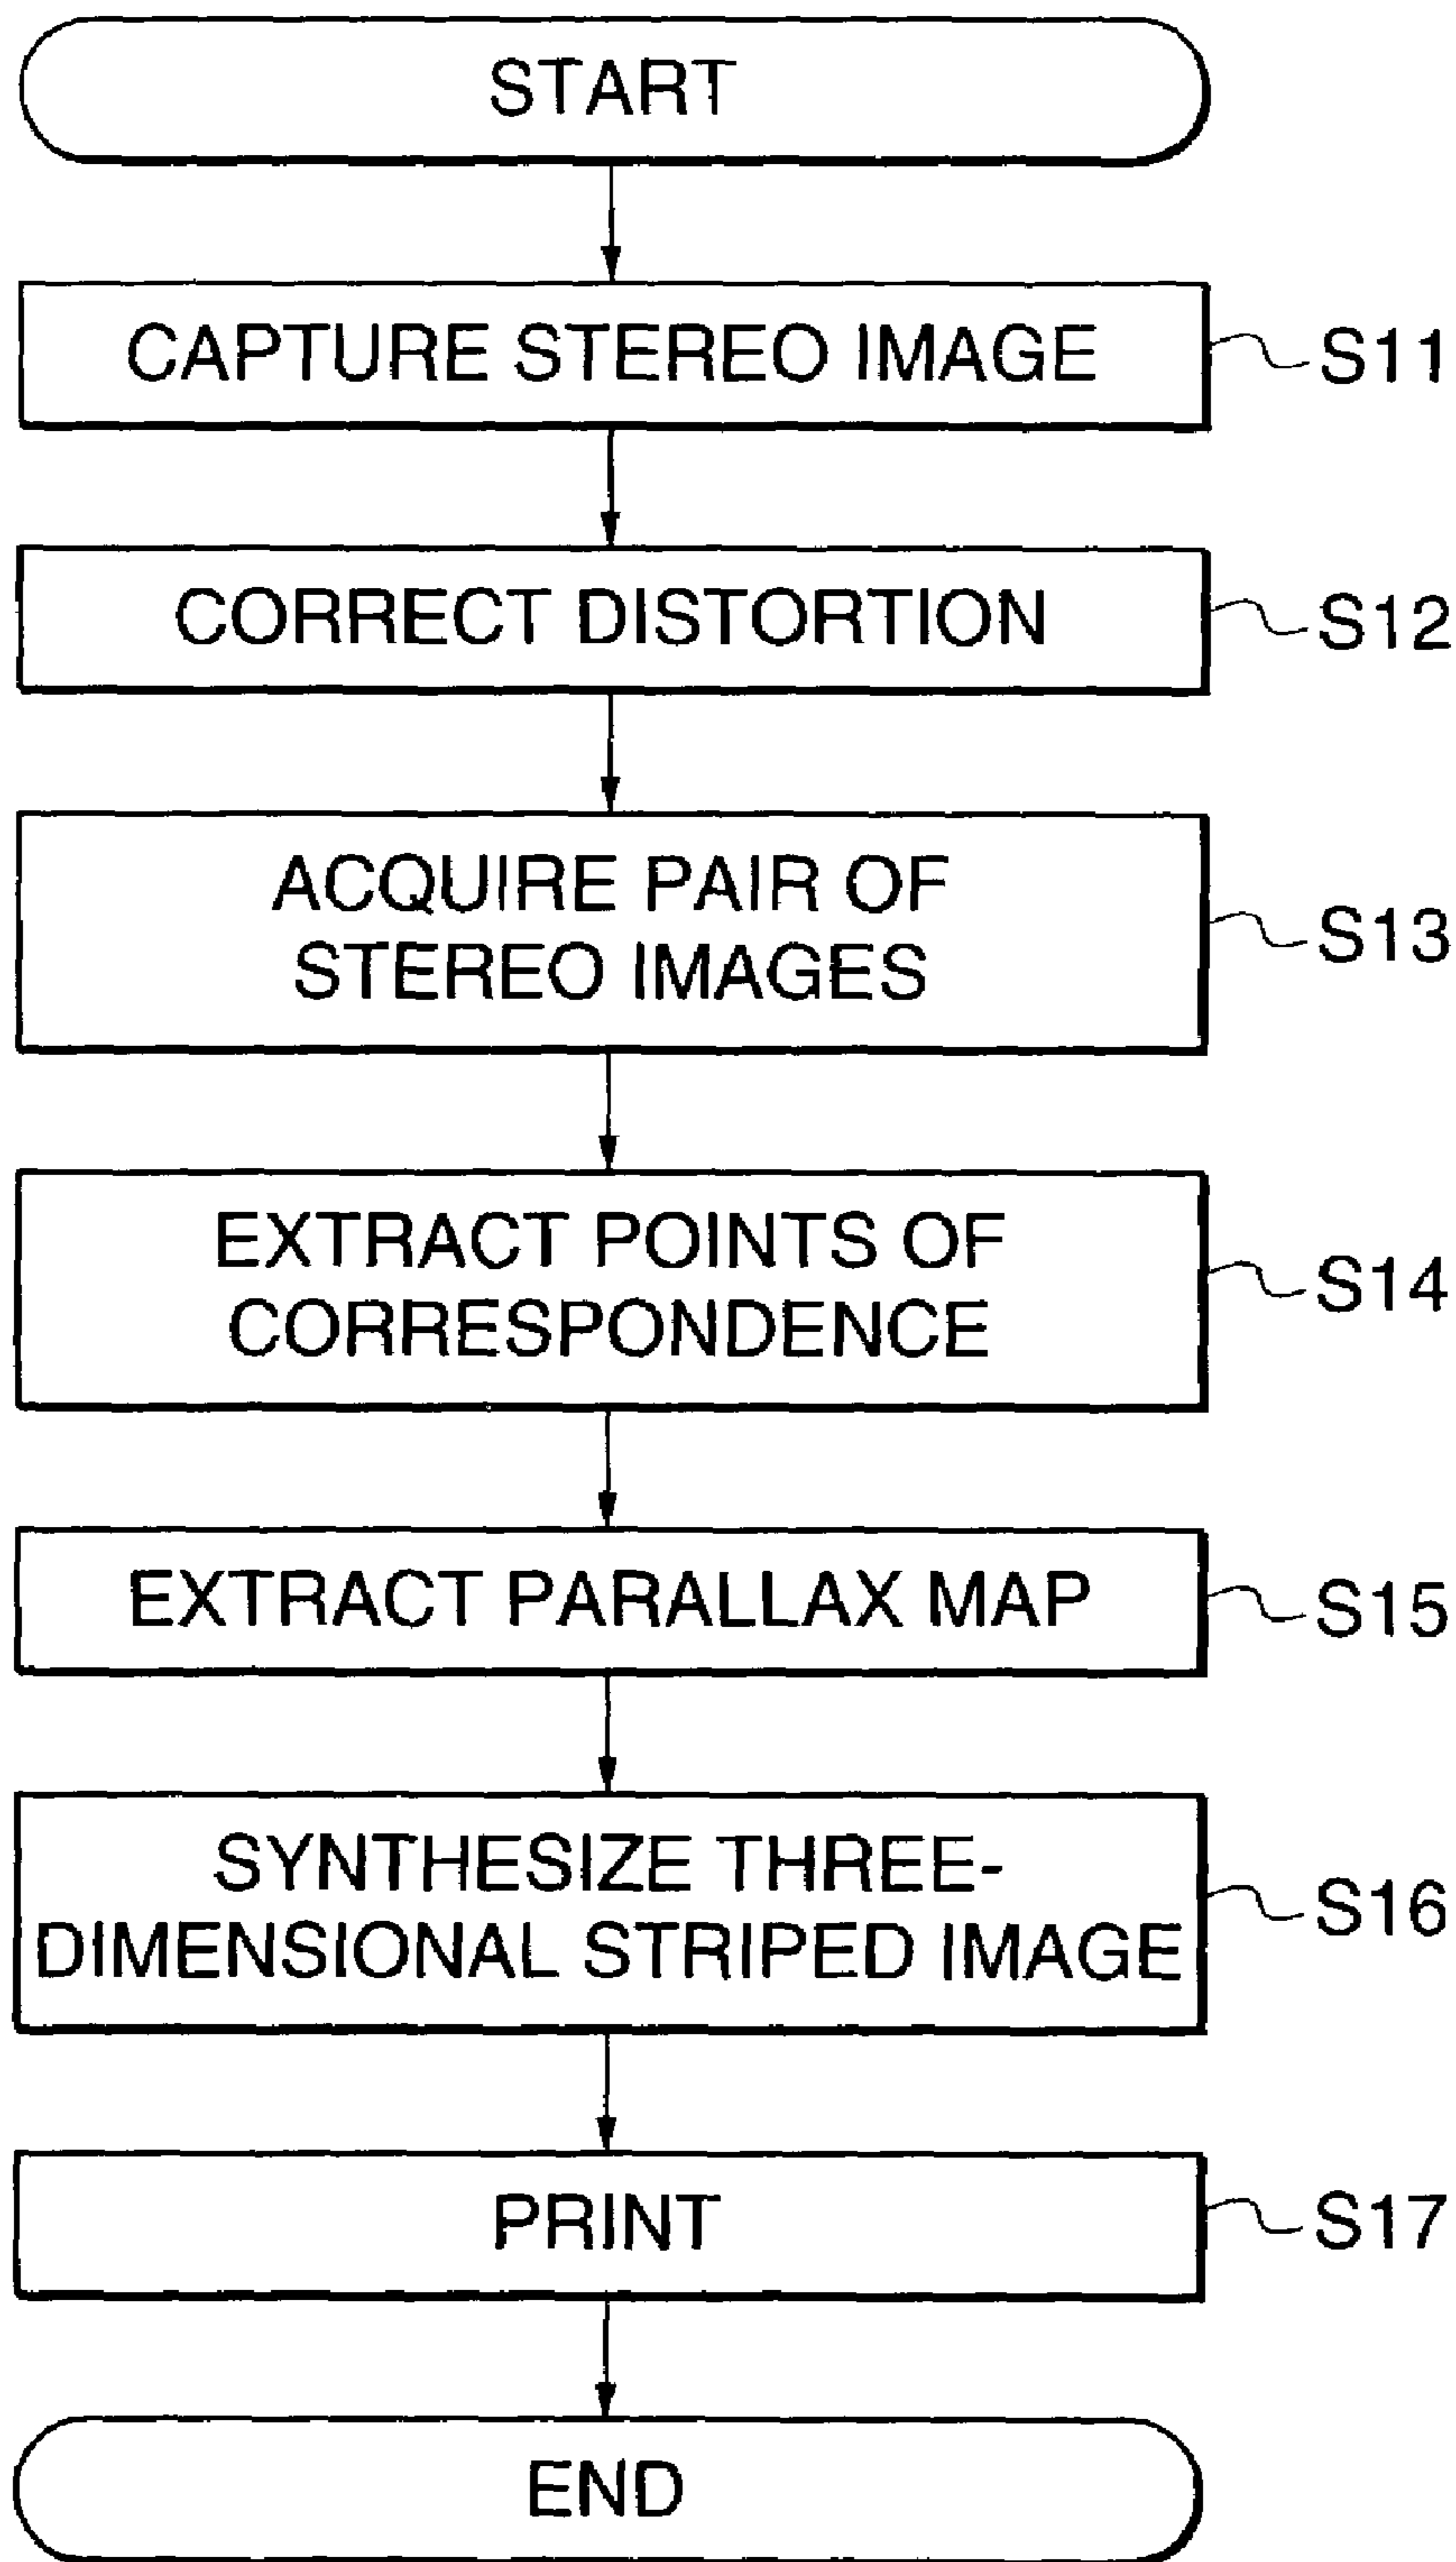 START
CAPTURE STEREO IMAGE
S11
CORRECT DISTORTION
S12
ACQUIRE PAIR OF
STEREO IMAGES
S13
EXTRACT POINTS OF
CORRESPONDENCE
S14
EXTRACT PARALLAX MAP
S15
SYNTHESIZE THREE-
DIMENSIONAL STRIPED IMAGE
S16
PRINT
S17
END